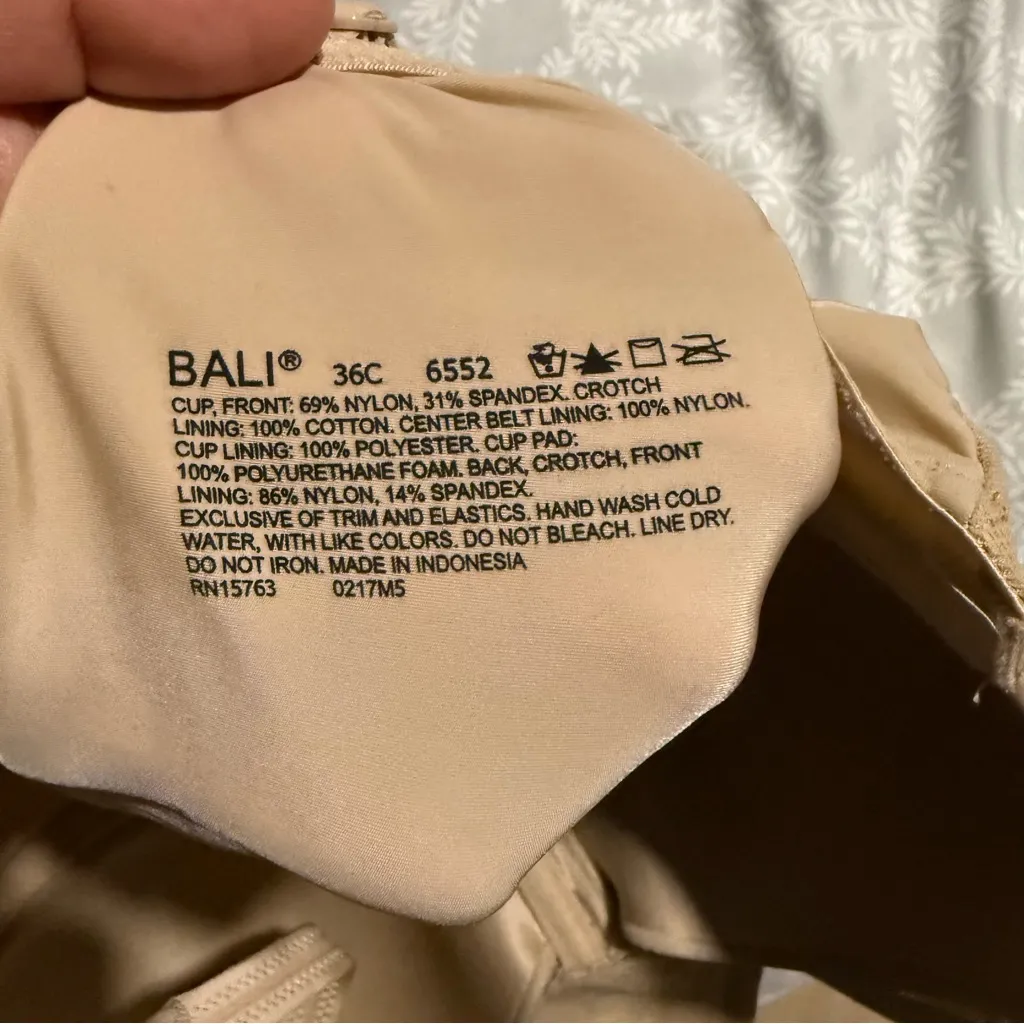 BALI® 36C 6552
CUP, FRONT: 69% NYLON, 31% SPANDEX. CROTCH
LINING: 100% COTTON. CENTER BELT LINING: 100% NYLON.
CUP LINING: 100% POLYESTER. CUP PAD:
100% POLYURETHANE FOAM. BACK, CROTCH, FRONT
LINING: 86% NYLON, 14% SPANDEX.
EXCLUSIVE OF TRIM AND ELASTICS. HAND WASH COLD
WATER, WITH LIKE COLORS. DO NOT BLEACH. LINE DRY.
DO NOT IRON. MADE IN INDONESIA
RN15763 0217M5